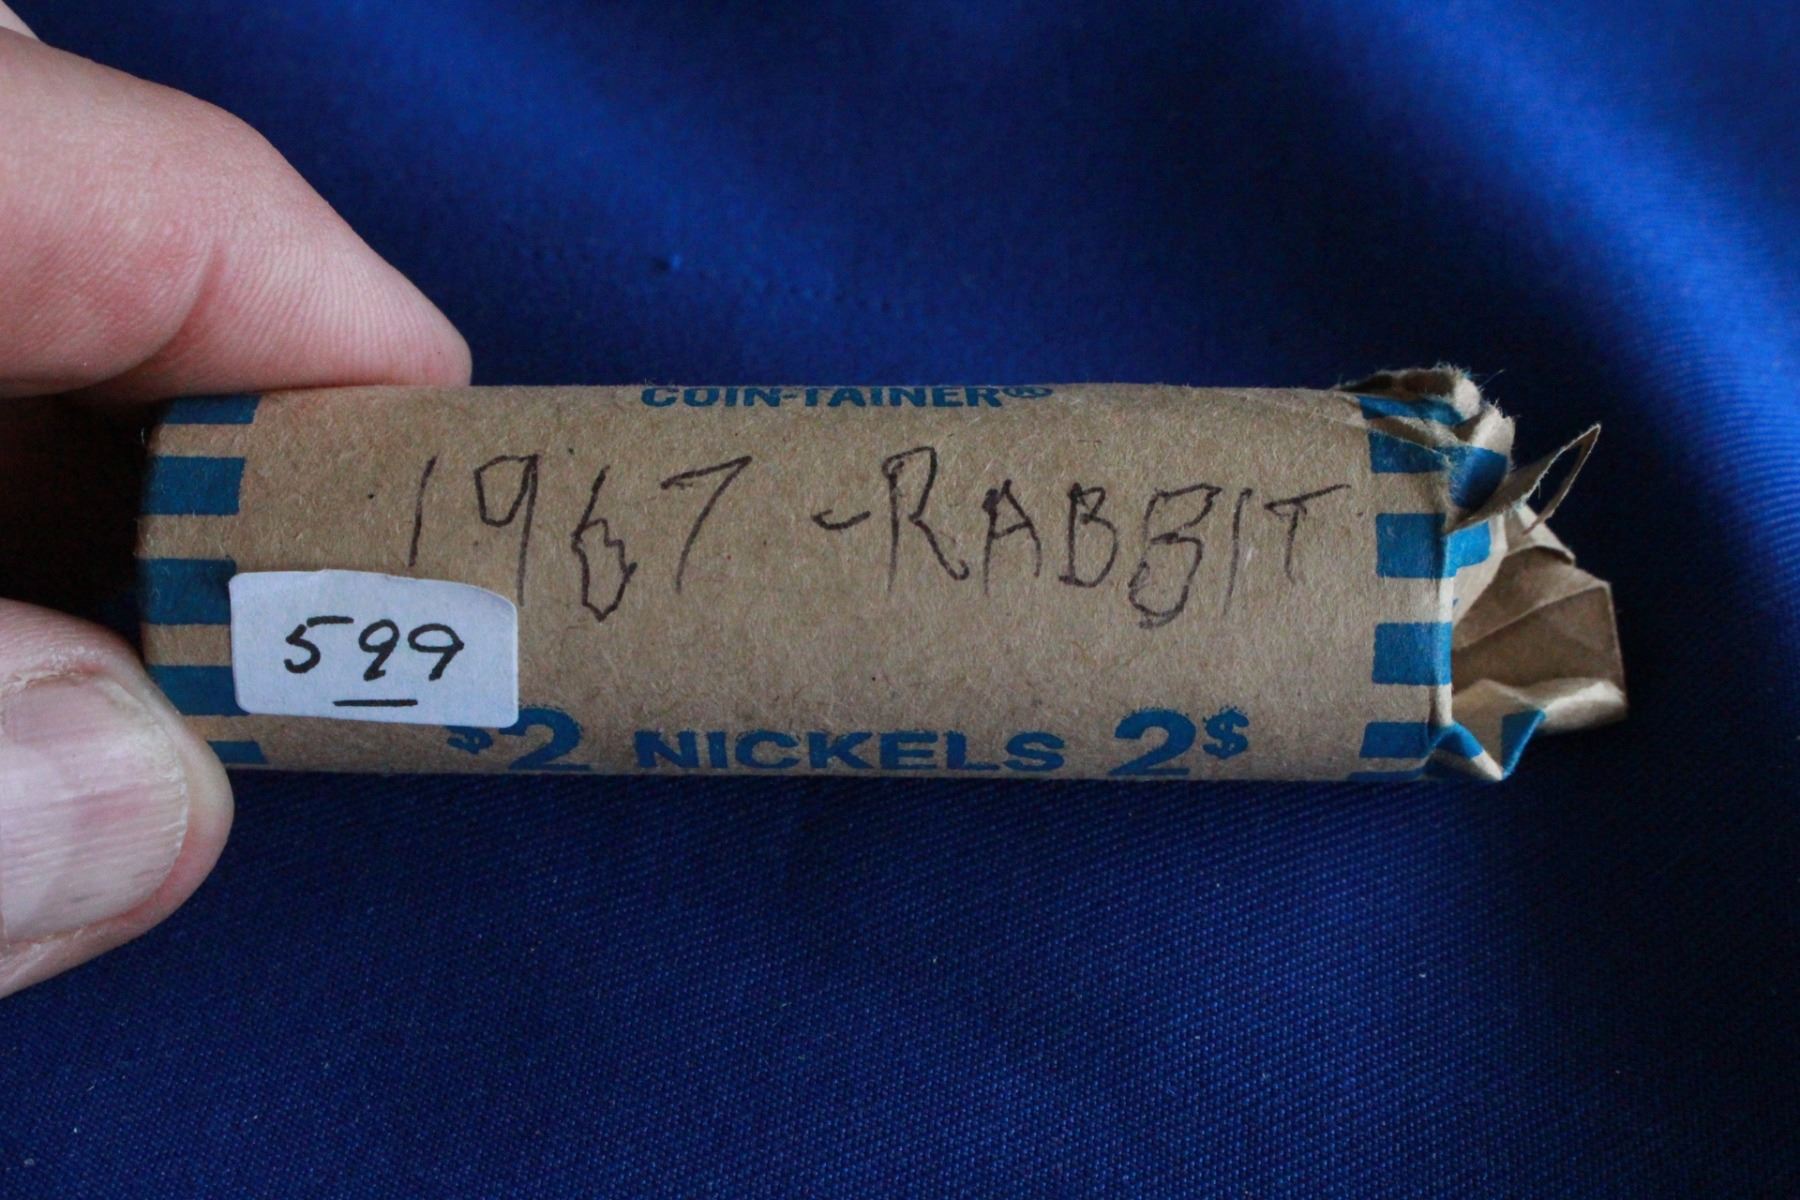 COIN-TAINER®
1967 - RABBIT
599
$2 NICKELS 2$